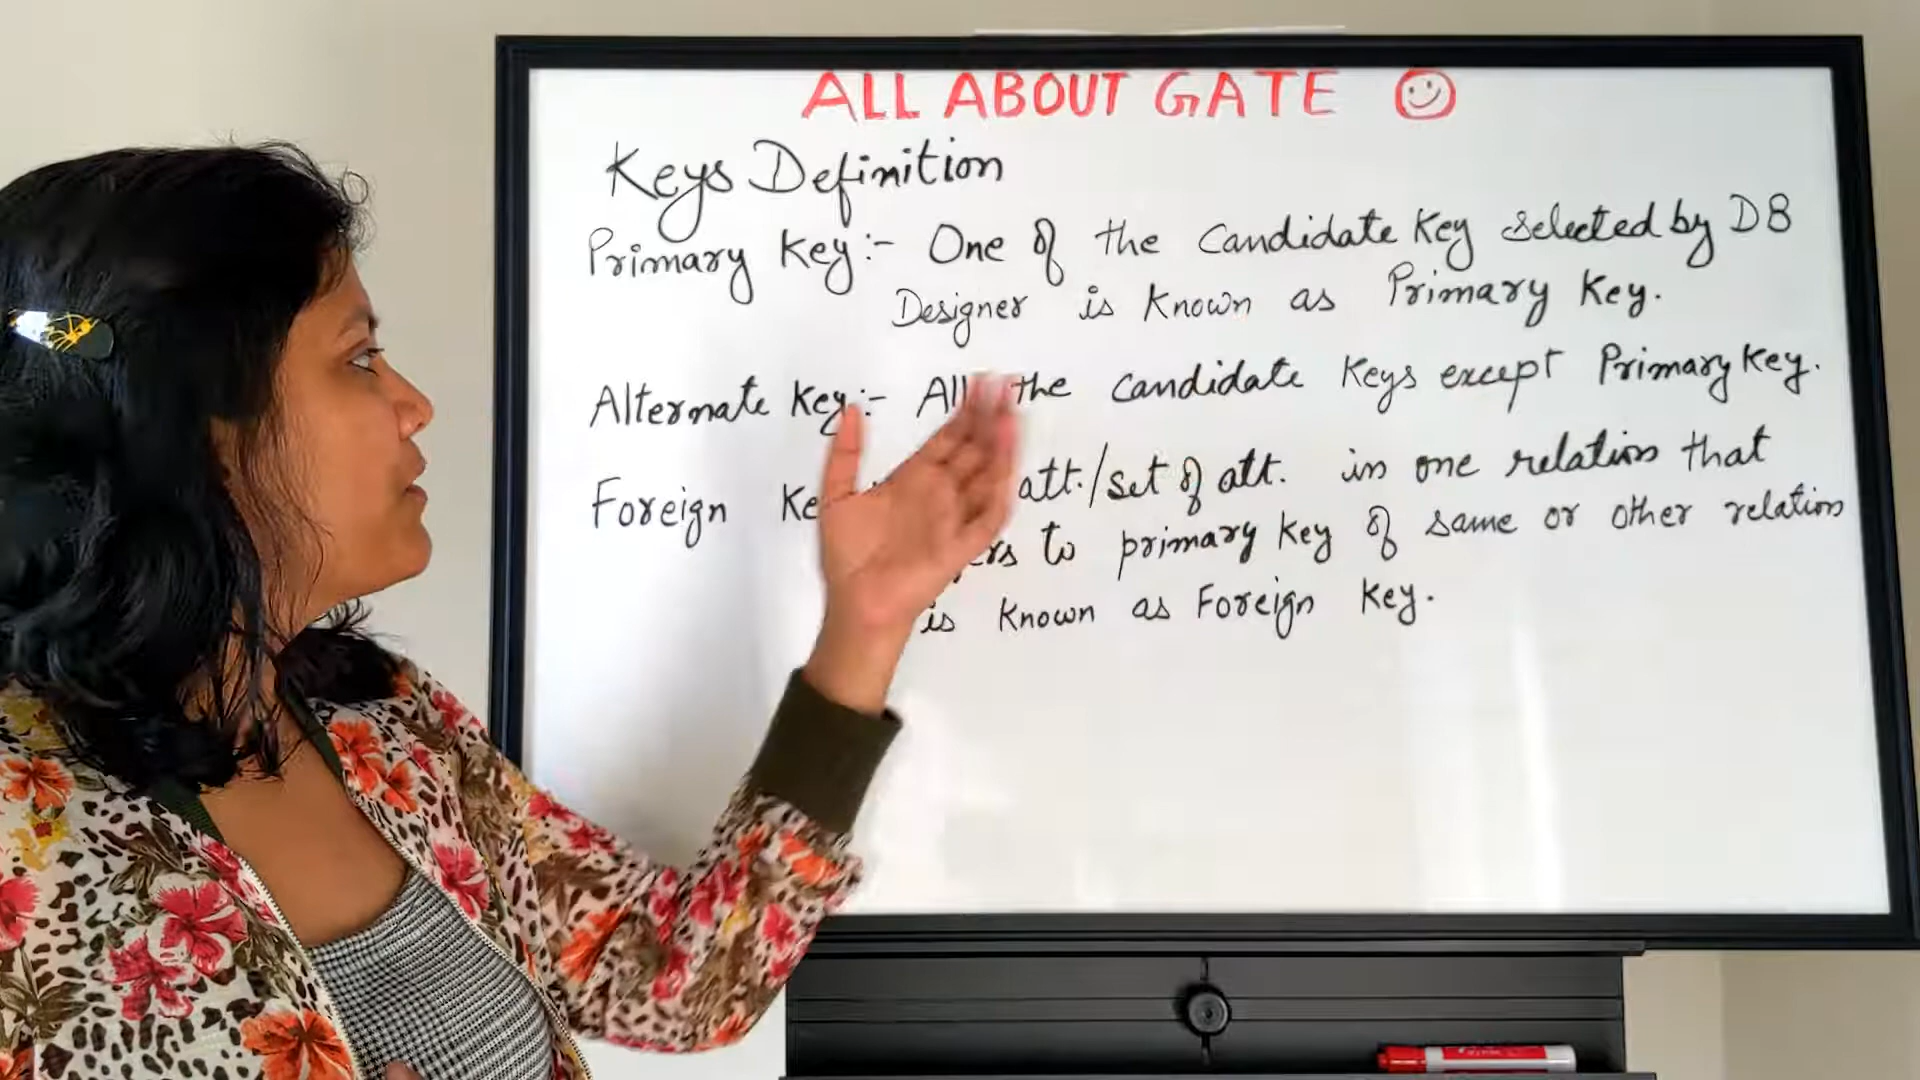 ALL ABOUT GATE
Keys Definition
Primary Key:- One of the Candidate Key selected by DB
Designer is known as Primary Key.
Alternate Key:- All the candidate Keys except Primary Key.
Foreign att./set of att. in one relation that
to primary key of same or other relation
is known as Foreign Key.